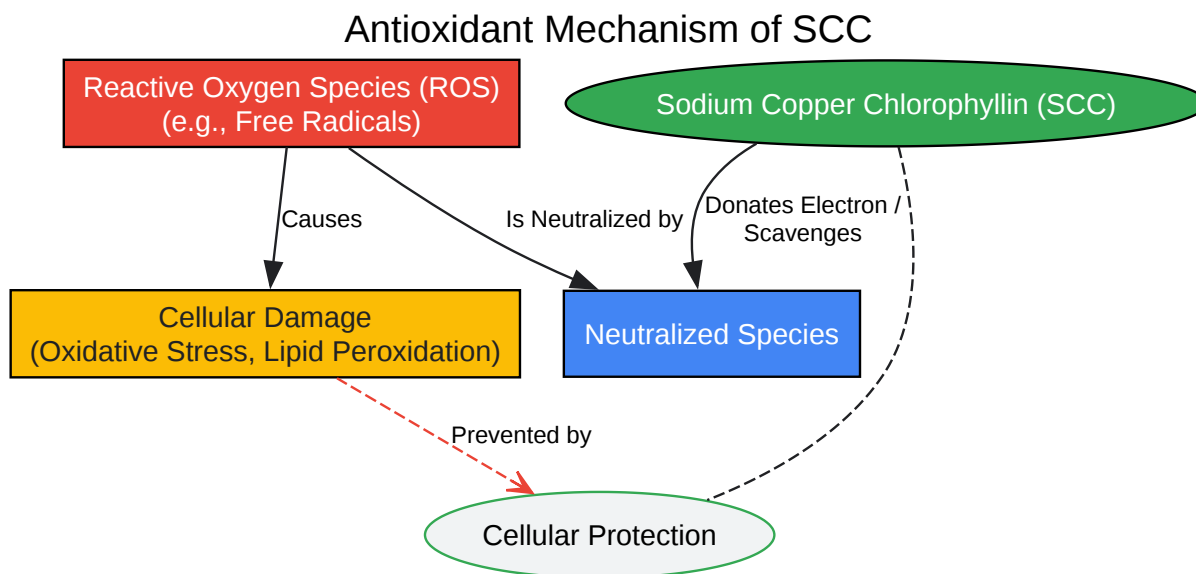 Antioxidant Mechanism of SCC
Reactive Oxygen Species (ROS)
(e.g., Free Radicals)
Sodium Copper Chlorophyllin (SCC)
Causes
Is Neutralized by
Donates Electron /
Scavenges
Cellular Damage
(Oxidative Stress, Lipid Peroxidation)
Neutralized Species
Prevented by
Cellular Protection